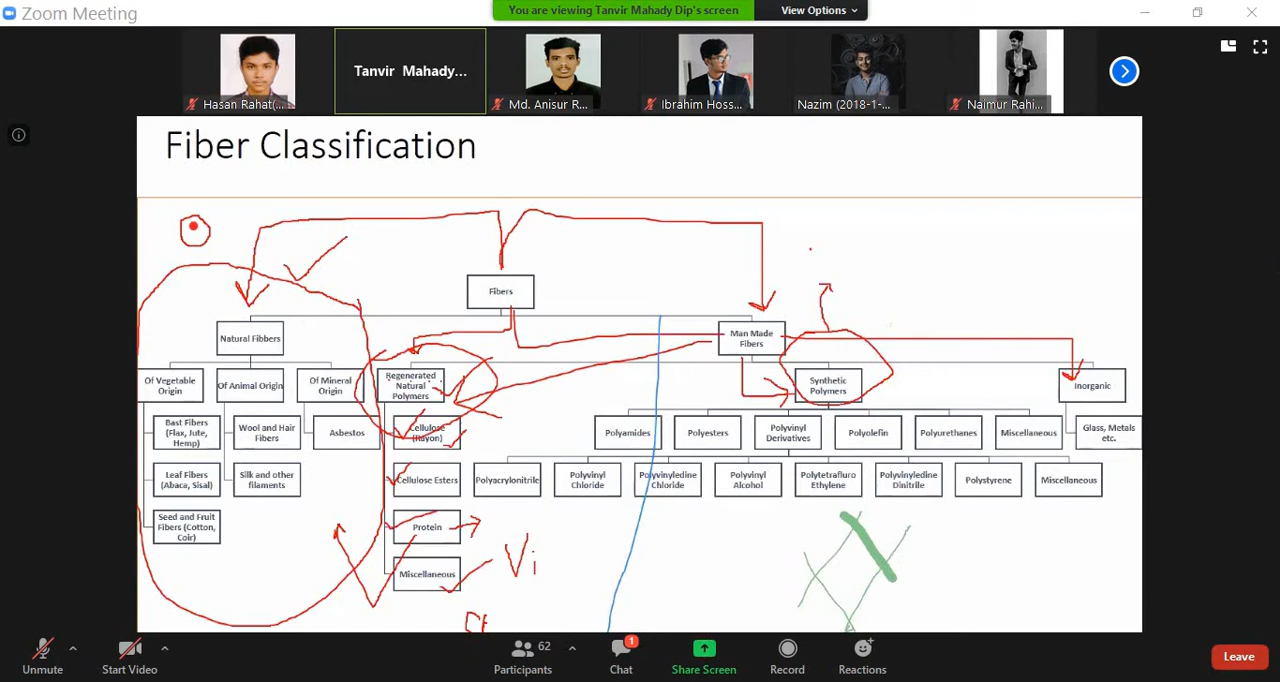 Zoom Meeting
You are viewing Tanvir Mahady Dip's screen
View Options
Hasan Rahat(...
Tanvir Mahady...
Md. Anisur R...
Ibrahim Hoss...
Nazim (2018-1-...
Naimur Rahi...
Fiber Classification
Fibers
Natural Fibbers
Man Made
Fibers
Of Vegetable
Origin
Of Animal Origin
Of Mineral
Origin
Regenerated
Natural
Polymers
Synthetic
Polymers
Inorganic
Bast Fibers
(Flax, Jute,
Hemp)
Wool and Hair
Fibers
Asbestos
Cellulose
(Rayon)
Polyamides
Polyesters
Polyvinyl
Derivatives
Polyolefin
Polyurethanes
Miscellaneous
Glass, Metals
etc.
Leaf Fibers
(Abaca, Sisal)
Silk and other
filaments
Cellulose Esters
Polyacrylonitrile
Polyvinyl
Chloride
Polyvinyledine
Chloride
Polyvinyl
Alcohol
Polytetrafluro
Ethylene
Polyvinyledine
Dinitrile
Polystyrene
Miscellaneous
Seed and Fruit
Fibers (Cotton,
Coir)
Protein
Miscellaneous
Vi
Unmute
Start Video
62
Participants
1
Chat
Share Screen
Record
Reactions
Leave